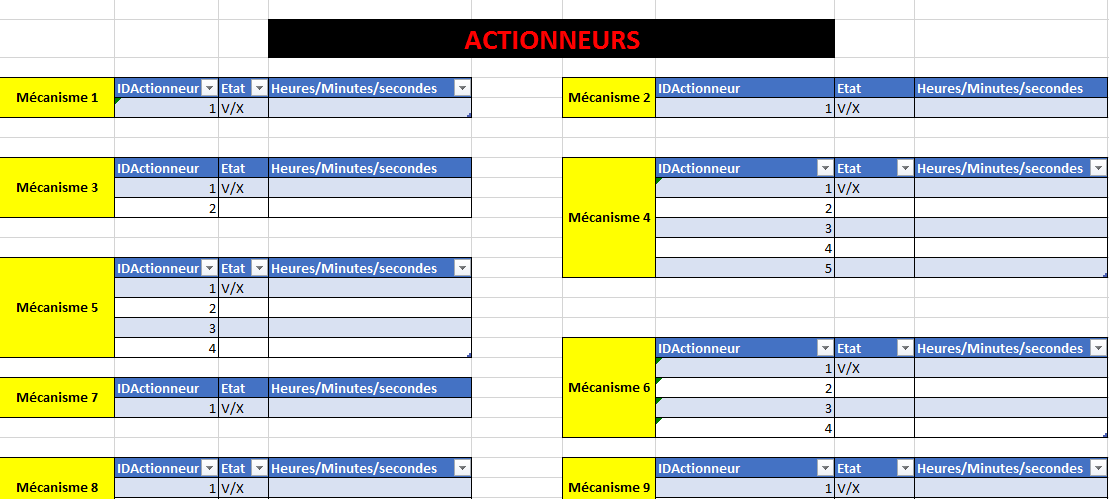 ACTIONNEURS
Mécanisme 1 IDActionneur Etat Heures/Minutes/secondes
1 V/X
Mécanisme 2 IDActionneur Etat Heures/Minutes/secondes
1 V/X
Mécanisme 3 IDActionneur Etat Heures/Minutes/secondes
1 V/X
2
Mécanisme 4 IDActionneur Etat Heures/Minutes/secondes
1 V/X
2
3
4
5
Mécanisme 5 IDActionneur Etat Heures/Minutes/secondes
1 V/X
2
3
4
Mécanisme 6 IDActionneur Etat Heures/Minutes/secondes
1 V/X
2
3
4
Mécanisme 7 IDActionneur Etat Heures/Minutes/secondes
1 V/X
Mécanisme 8 IDActionneur Etat Heures/Minutes/secondes
1 V/X
Mécanisme 9 IDActionneur Etat Heures/Minutes/secondes
1 V/X